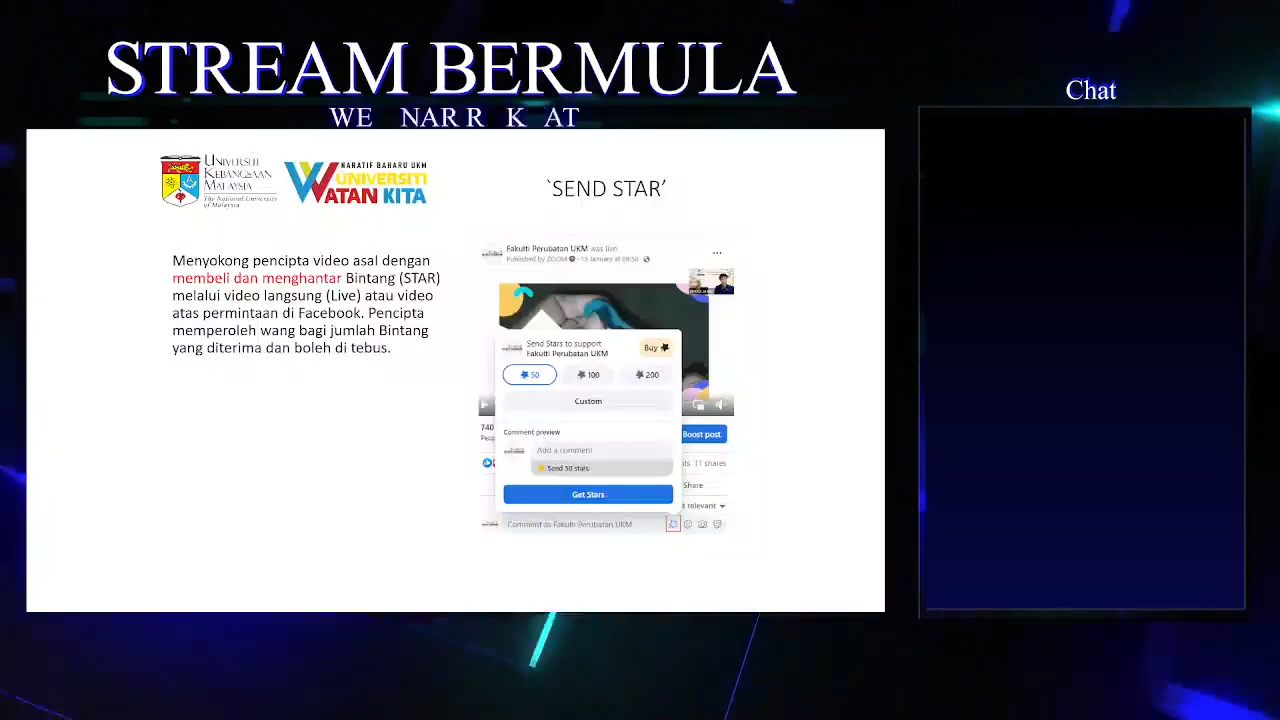 STREAM BERMULA
WE NAR R K AT
Chat
UNIVERSITI
KEBANGSAAN
MALAYSIA
The National University
of Malaysia
NARATIF BAHARU UKM
UNIVERSITI
WATAN KITA
`SEND STAR’
Menyokong pencipta video asal dengan
membeli dan menghantar Bintang (STAR)
melalui video langsung (Live) atau video
atas permintaan di Facebook. Pencipta
memperoleh wang bagi jumlah Bintang
yang diterima dan boleh di tebus.
Fakulti Perubatan UKM was live
Published by ZOOM · 15 January at 09:50 ·
Send Stars to support
Fakulti Perubatan UKM
Buy
50
100
200
Custom
Comment preview
740
Peop
Boost post
Add a comment
Send 50 stars
nts 11 shares
Share
Get Stars
t relevant
Comment as Fakulti Perubatan UKM